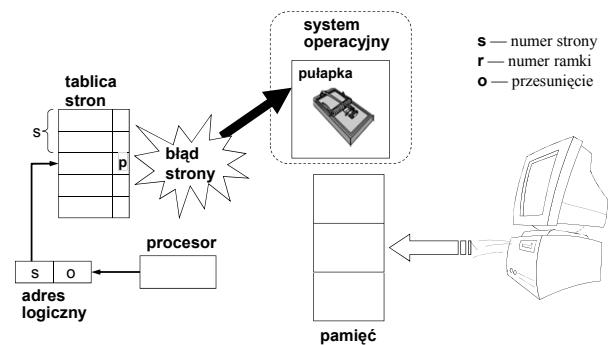 system
operacyjny
s — numer strony
r — numer ramki
o — przesunięcie
pułapka
tablica
stron
s
p
błąd
strony
procesor
s o
adres
logiczny
pamięć